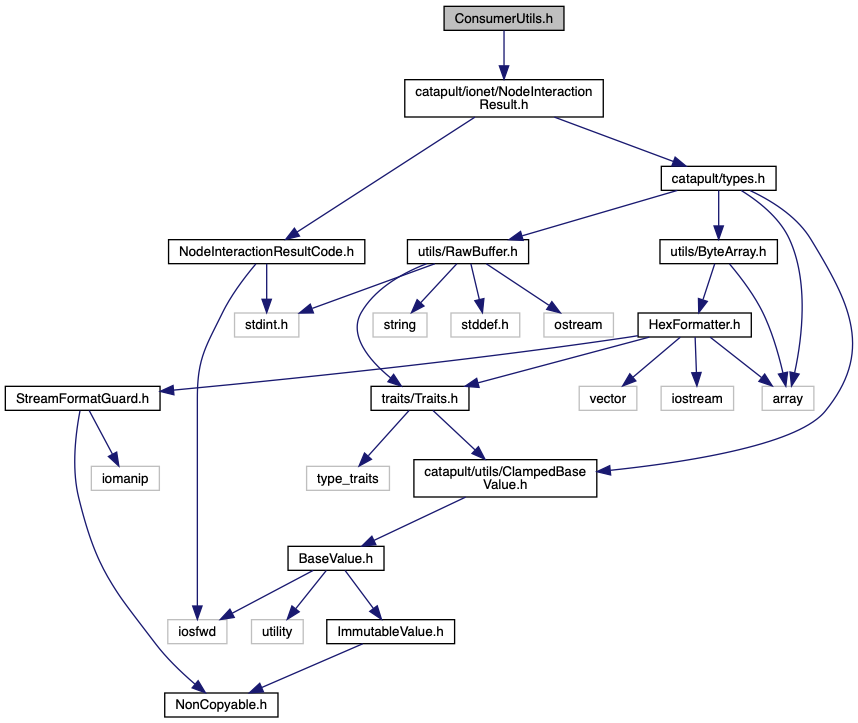 ConsumerUtils.h
catapult/ionet/NodeInteraction
Result.h
catapult/types.h
NodeInteractionResultCode.h
utils/RawBuffer.h
utils/ByteArray.h
stdint.h
string
stddef.h
ostream
HexFormatter.h
StreamFormatGuard.h
traits/Traits.h
vector
iostream
array
iomanip
type_traits
catapult/utils/ClampedBase
Value.h
BaseValue.h
iosfwd
utility
ImmutableValue.h
NonCopyable.h